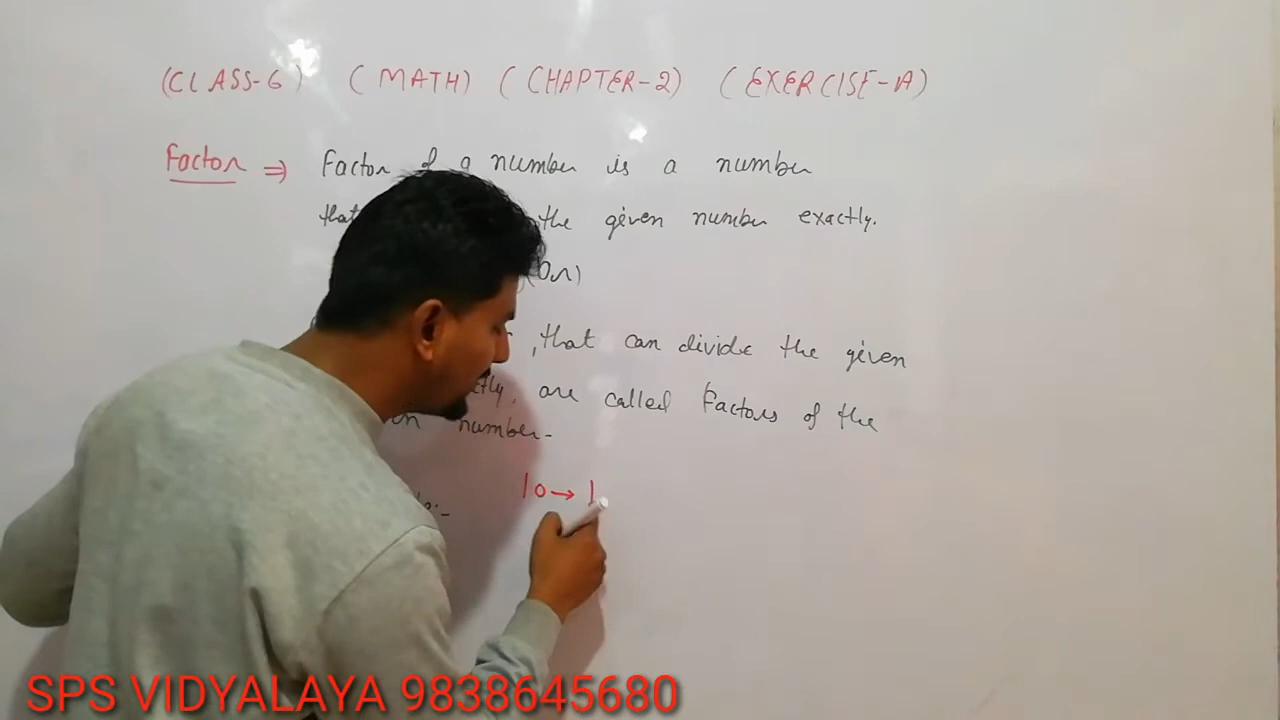 (CLASS-6) (MATH) (CHAPTER-2) (EXERCISE-A)
Factor ⇒ Factor of a number is a number
that the given number exactly.
(Or)
, that can divide the given
are called Factors of the
number-
10→ 1
SPS VIDYALAYA 9838645680